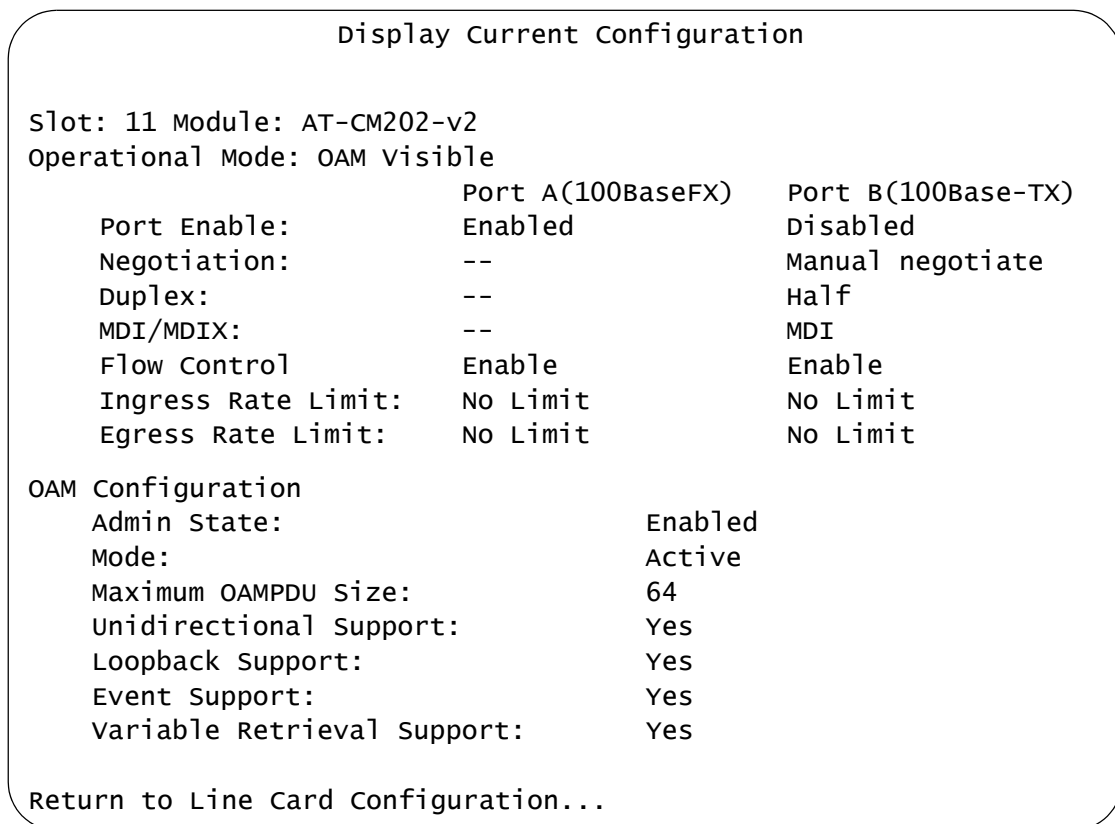 Display Current Configuration
Slot: 11 Module: AT-CM202-v2
Operational Mode: OAM Visible
Port A(100BaseFX) Port B(100Base-TX)
Port Enable: Enabled Disabled
Negotiation: -- Manual negotiate
Duplex: -- Half
MDI/MDIX: -- MDI
Flow Control Enable Enable
Ingress Rate Limit: No Limit No Limit
Egress Rate Limit: No Limit No Limit
OAM Configuration
Admin State: Enabled
Mode: Active
Maximum OAMPDU Size: 64
Unidirectional Support: Yes
Loopback Support: Yes
Event Support: Yes
Variable Retrieval Support: Yes
Return to Line Card Configuration...